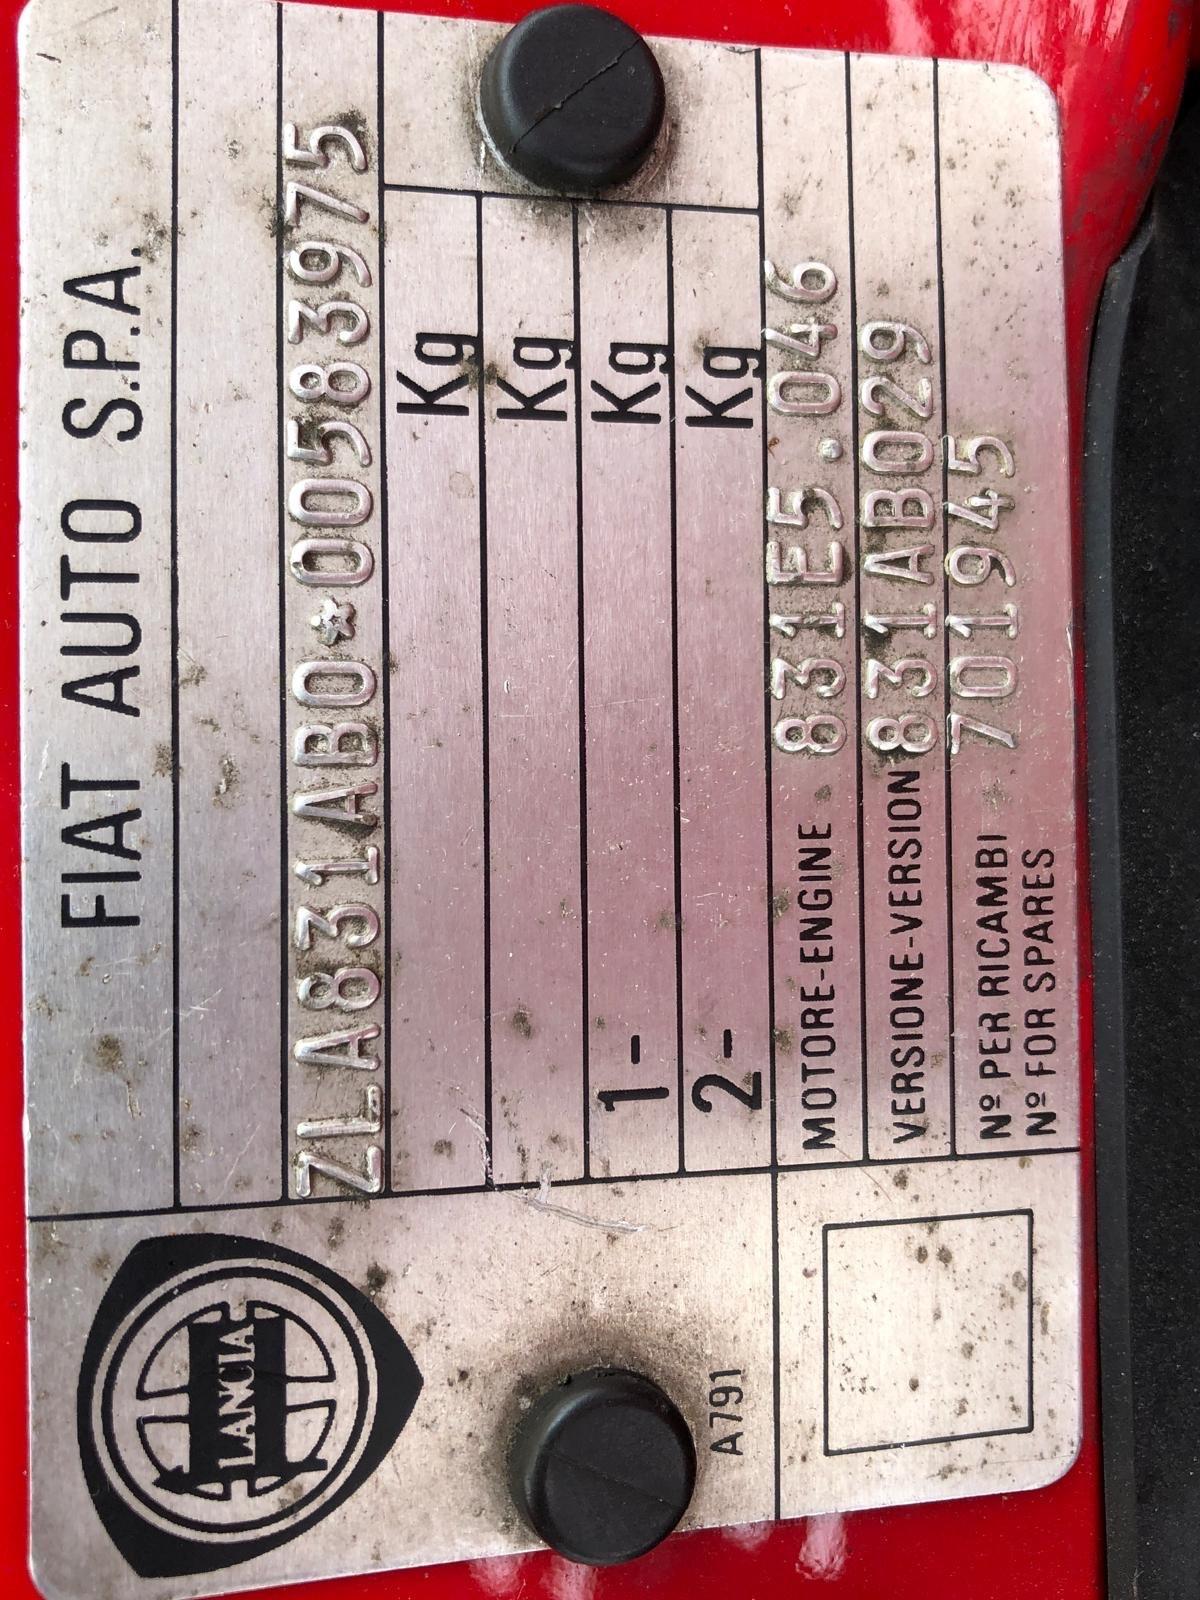 FIAT AUTO S.P.A.
ZLA831AB0*00583975
Kg
Kg
1- Kg
2- Kg
MOTORE-ENGINE 831E5.046
VERSIONE-VERSION 831AB029
Nº PER RICAMBI 701945
Nº FOR SPARES
LANCIA
A791